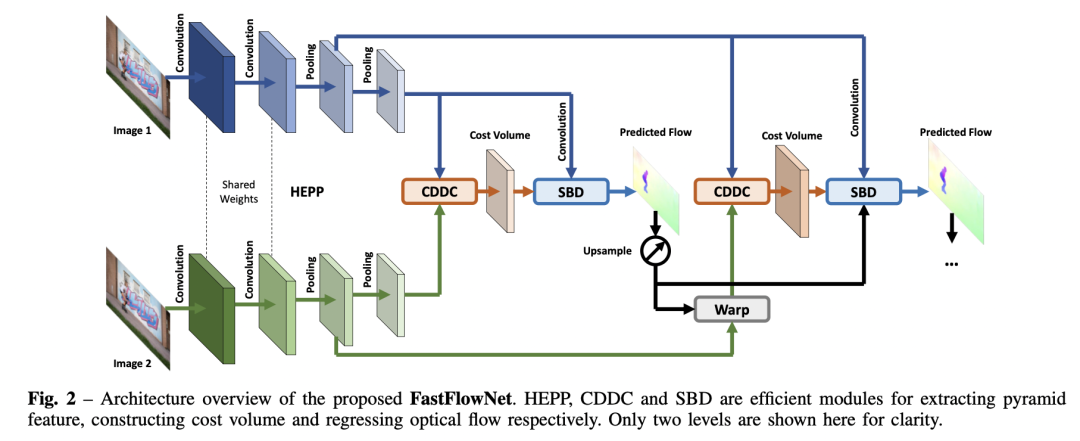 Convolution
Convolution
Pooling
Pooling
Image 1
Cost Volume
Convolution
Predicted Flow
Cost Volume
Convolution
Predicted Flow
Shared
Weights
HEPP
CDDC
SBD
CDDC
SBD
Upsample
...
Convolution
Convolution
Pooling
Pooling
Warp
Image 2
Fig. 2 – Architecture overview of the proposed FastFlowNet. HEPP, CDDC and SBD are efficient modules for extracting pyramid
feature, constructing cost volume and regressing optical flow respectively. Only two levels are shown here for clarity.